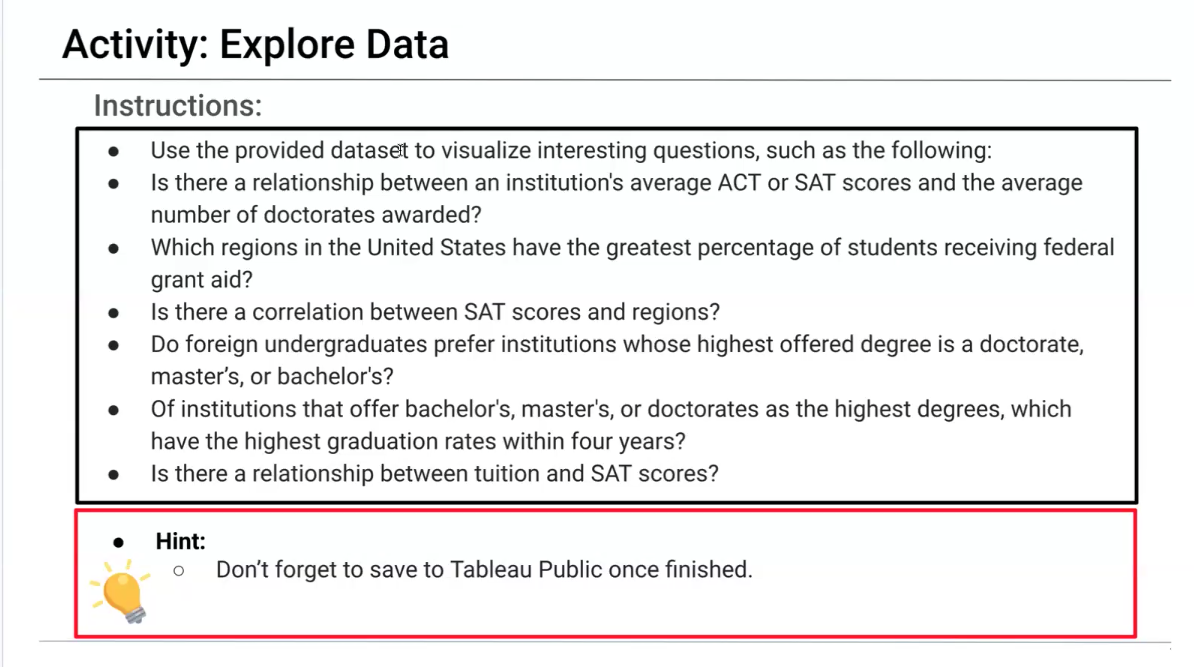 Activity: Explore Data
Instructions:
● Use the provided dataset to visualize interesting questions, such as the following:
● Is there a relationship between an institution's average ACT or SAT scores and the average
number of doctorates awarded?
● Which regions in the United States have the greatest percentage of students receiving federal
grant aid?
● Is there a correlation between SAT scores and regions?
● Do foreign undergraduates prefer institutions whose highest offered degree is a doctorate,
master’s, or bachelor's?
● Of institutions that offer bachelor's, master's, or doctorates as the highest degrees, which
have the highest graduation rates within four years?
● Is there a relationship between tuition and SAT scores?
● Hint:
○ Don’t forget to save to Tableau Public once finished.